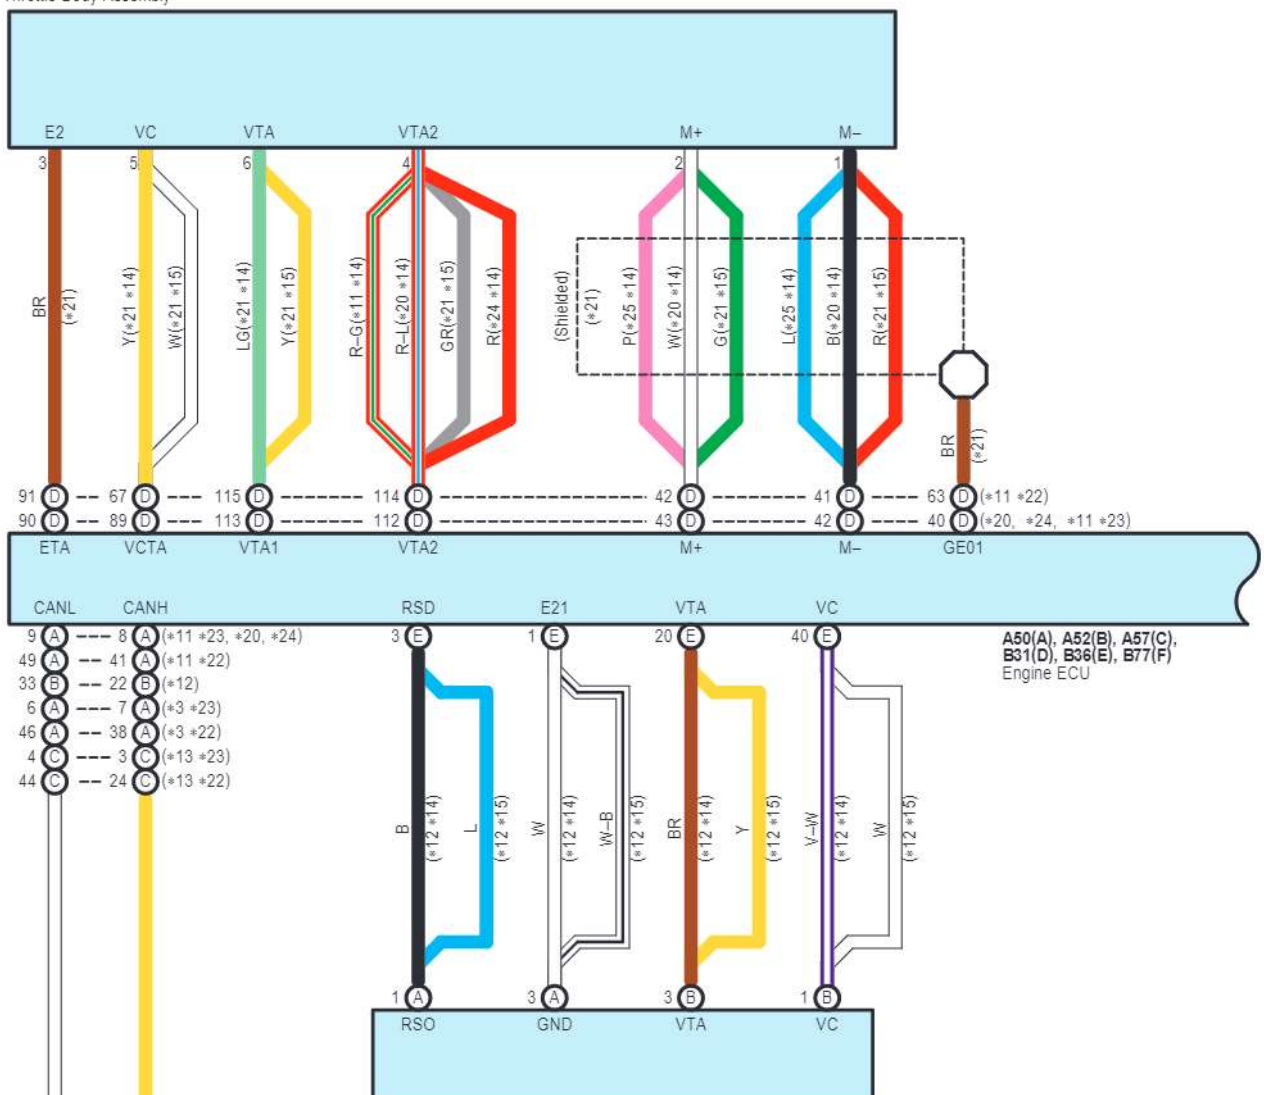 Throttle Body Assembly
E2 VC VTA VTA2 M+ M–
3 5 6 4 2 1
BR
(*21)
Y(*21 *14)
W(*21 *15)
LG(*21 *14)
Y(*21 *15)
R–G(*11 *14)
R–L(*20 *14)
GR(*21 *15)
R(*24 *14)
(Shielded)
(*21)
P(*25 *14)
W(*20 *14)
G(*21 *15)
L(*25 *14)
B(*20 *14)
R(*21 *15)
BR
(*21)
91 D 67 D 115 D 114 D 42 D 41 D 63 D (*11 *22)
90 D 89 D 113 D 112 D 43 D 42 D 40 D (*20, *24, *11 *23)
ETA VCTA VTA1 VTA2 M+ M– GE01
CANL CANH RSD E21 VTA VC
9 A 8 A (*11 *23, *20, *24) 3 E 1 E 20 E 40 E
49 A 41 A (*11 *22)
33 B 22 B (*12)
6 A 7 A (*3 *23)
46 A 38 A (*3 *22)
4 C 3 C (*13 *23)
44 C 24 C (*13 *22)
A50(A), A52(B), A57(C),
B31(D), B36(E), B77(F)
Engine ECU
B
(*12 *14)
L
(*12 *15)
W
(*12 *14)
W–B
(*12 *15)
BR
(*12 *14)
Y
(*12 *15)
V–W
(*12 *14)
W
(*12 *15)
1 A 3 A 3 B 1 B
RSO GND VTA VC